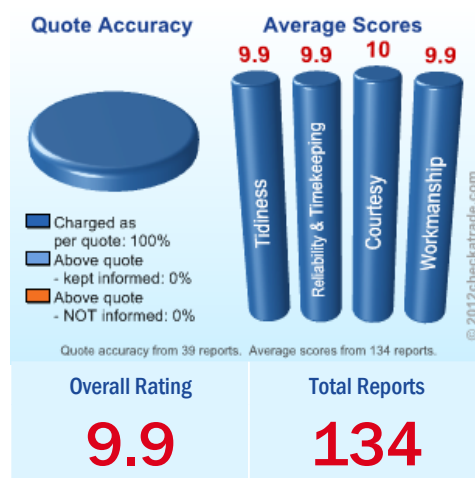 Quote Accuracy
Average Scores
9.9
9.9
10
9.9
Tidiness
Reliability & Timekeeping
Courtesy
Workmanship
Charged as
per quote: 100%
Above quote
- kept informed: 0%
Above quote
- NOT informed: 0%
© 2012checkatrade.com
Quote accuracy from 39 reports. Average scores from 134 reports.
Overall Rating
Total Reports
9.9
134